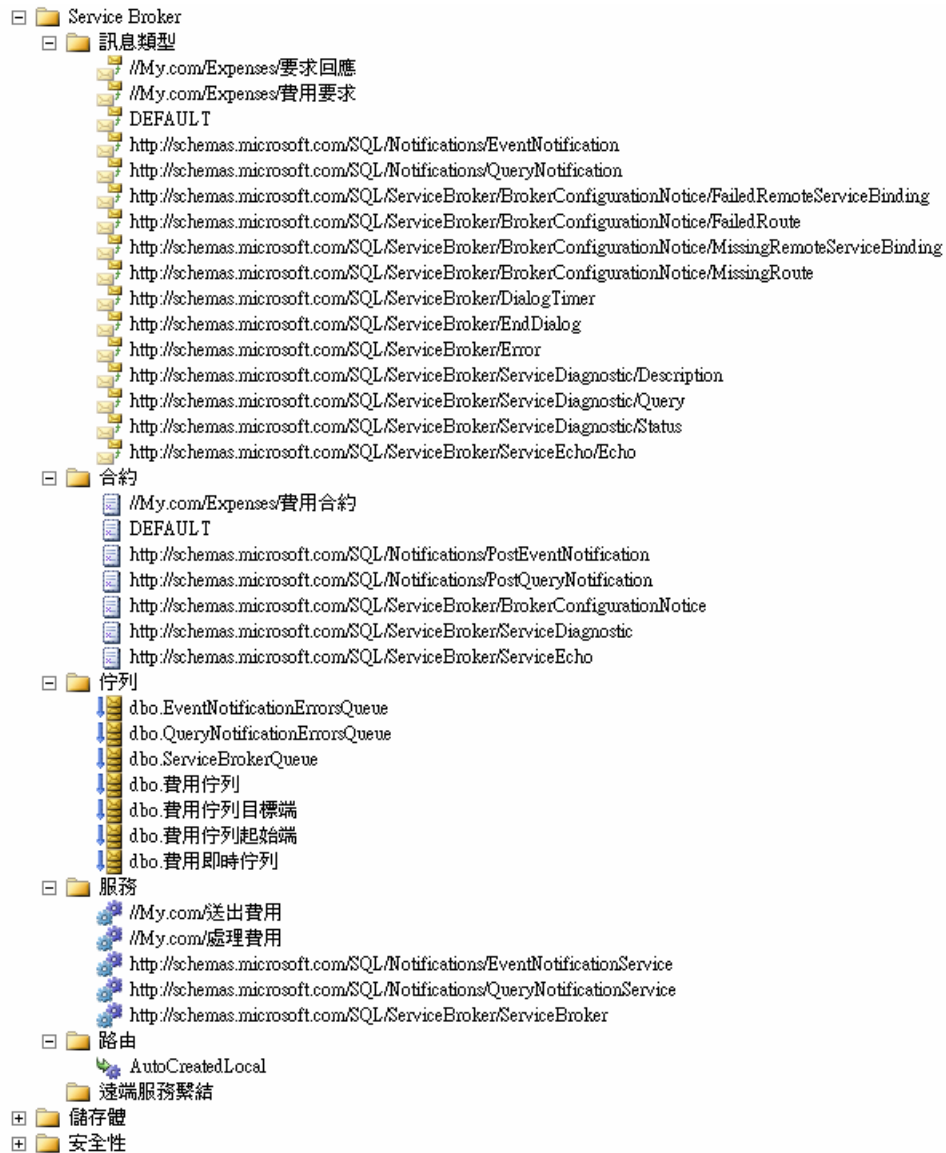 Service Broker
訊息類型
//My.com/Expenses/要求回應
//My.com/Expenses/費用要求
DEFAULT
http://schemas.microsoft.com/SQL/Notifications/EventNotification
http://schemas.microsoft.com/SQL/Notifications/QueryNotification
http://schemas.microsoft.com/SQL/ServiceBroker/BrokerConfigurationNotice/FailedRemoteServiceBinding
http://schemas.microsoft.com/SQL/ServiceBroker/BrokerConfigurationNotice/FailedRoute
http://schemas.microsoft.com/SQL/ServiceBroker/BrokerConfigurationNotice/MissingRemoteServiceBinding
http://schemas.microsoft.com/SQL/ServiceBroker/BrokerConfigurationNotice/MissingRoute
http://schemas.microsoft.com/SQL/ServiceBroker/DialogTimer
http://schemas.microsoft.com/SQL/ServiceBroker/EndDialog
http://schemas.microsoft.com/SQL/ServiceBroker/Error
http://schemas.microsoft.com/SQL/ServiceBroker/ServiceDiagnostic/Description
http://schemas.microsoft.com/SQL/ServiceBroker/ServiceDiagnostic/Query
http://schemas.microsoft.com/SQL/ServiceBroker/ServiceDiagnostic/Status
http://schemas.microsoft.com/SQL/ServiceBroker/ServiceEcho/Echo
合約
//My.com/Expenses/費用合約
DEFAULT
http://schemas.microsoft.com/SQL/Notifications/PostEventNotification
http://schemas.microsoft.com/SQL/Notifications/PostQueryNotification
http://schemas.microsoft.com/SQL/ServiceBroker/BrokerConfigurationNotice
http://schemas.microsoft.com/SQL/ServiceBroker/ServiceDiagnostic
http://schemas.microsoft.com/SQL/ServiceBroker/ServiceEcho
佇列
dbo.EventNotificationErrorsQueue
dbo.QueryNotificationErrorsQueue
dbo.ServiceBrokerQueue
dbo.費用佇列
dbo.費用佇列目標端
dbo.費用佇列起始端
dbo.費用即時佇列
服務
//My.com/送出費用
//My.com/處理費用
http://schemas.microsoft.com/SQL/Notifications/EventNotificationService
http://schemas.microsoft.com/SQL/Notifications/QueryNotificationService
http://schemas.microsoft.com/SQL/ServiceBroker/ServiceBroker
路由
AutoCreatedLocal
遠端服務繫結
儲存體
安全性